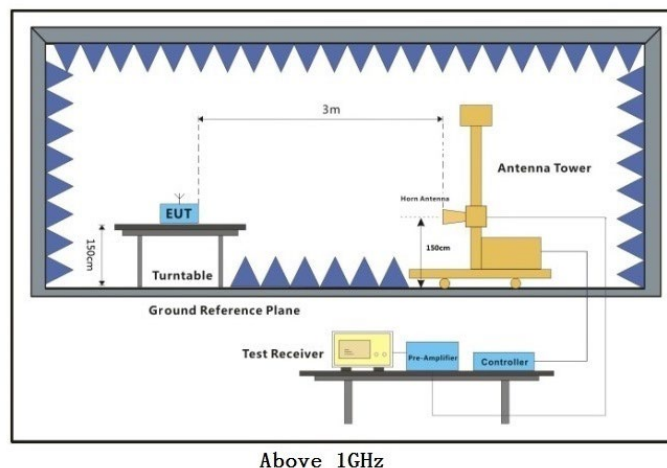 3m
Antenna Tower
Horn Antenna
EUT
150cm
150cm
Turntable
Ground Reference Plane
Test Receiver
Pre-Amplifier
Controller
Above 1GHz